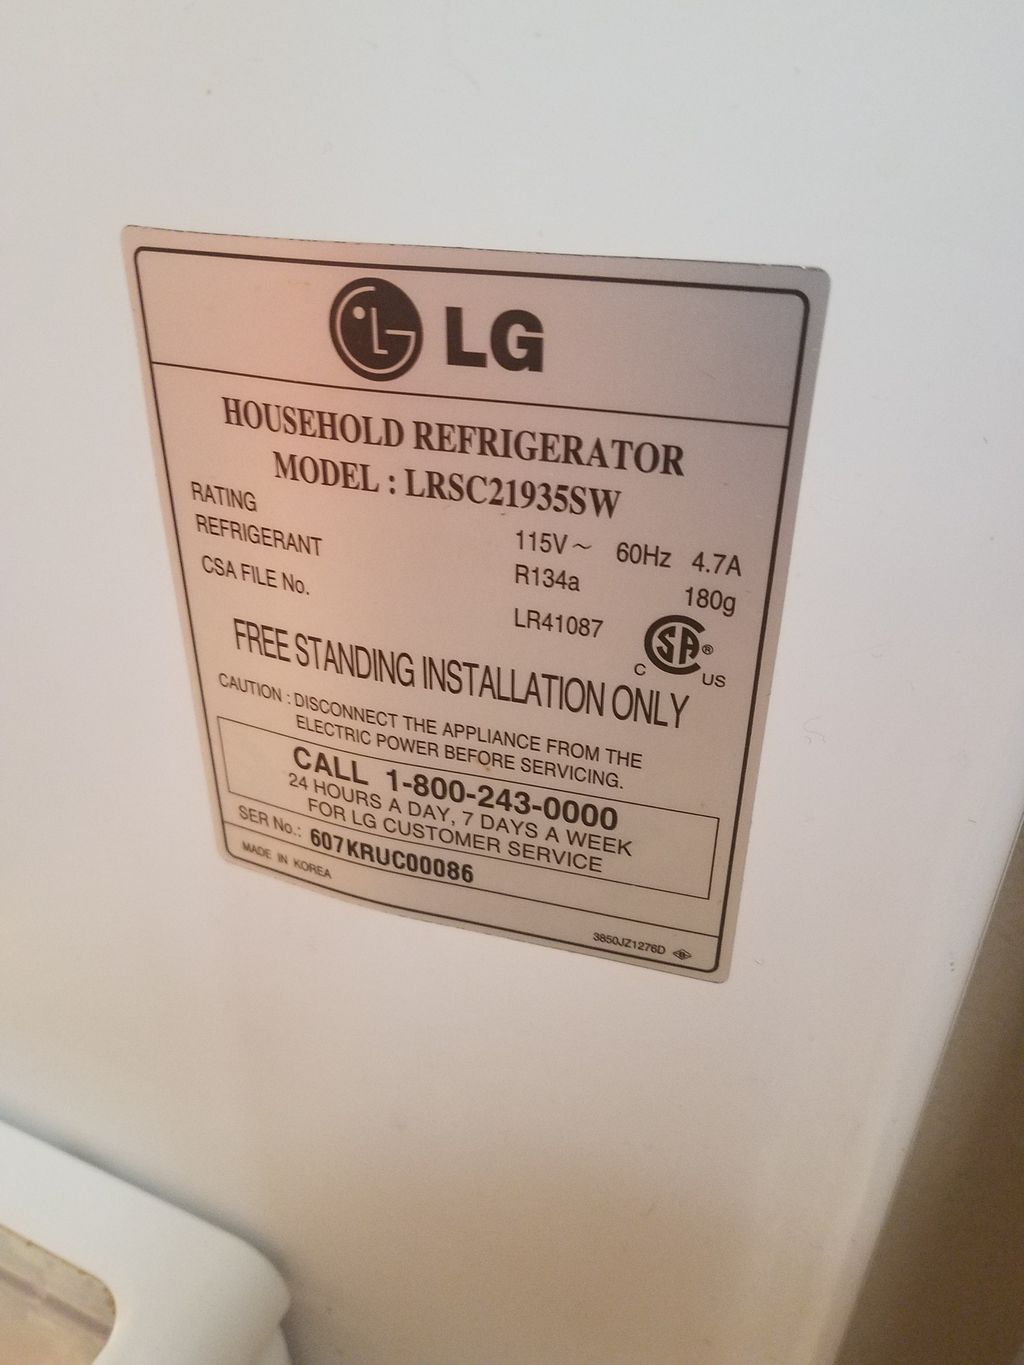 LG
HOUSEHOLD REFRIGERATOR
MODEL : LRSC21935SW
RATING 115V~ 60Hz 4.7A
REFRIGERANT R134a 180g
CSA FILE No. LR41087
C SA ® US
FREE STANDING INSTALLATION ONLY
CAUTION : DISCONNECT THE APPLIANCE FROM THE
ELECTRIC POWER BEFORE SERVICING.
CALL 1-800-243-0000
24 HOURS A DAY, 7 DAYS A WEEK
FOR LG CUSTOMER SERVICE
SER No.: 607KRUC00086
MADE IN KOREA
3850JZ1276D